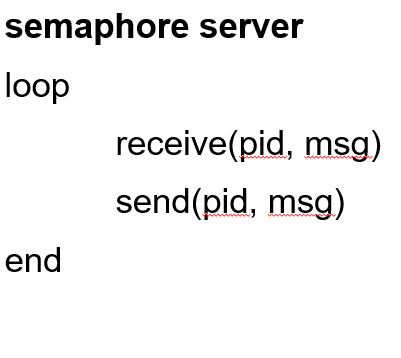 semaphore server
loop
receive(pid, msg)
send(pid, msg)
end